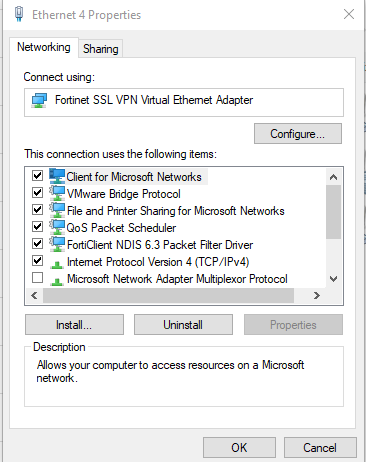 Ethernet 4 Properties
Networking
Sharing
Connect using:
Fortinet SSL VPN Virtual Ethernet Adapter
Configure...
This connection uses the following items:
Client for Microsoft Networks
VMware Bridge Protocol
File and Printer Sharing for Microsoft Networks
QoS Packet Scheduler
FortiClient NDIS 6.3 Packet Filter Driver
Internet Protocol Version 4 (TCP/IPv4)
Microsoft Network Adapter Multiplexor Protocol
Install...
Uninstall
Properties
Description
Allows your computer to access resources on a Microsoft
network.
OK
Cancel